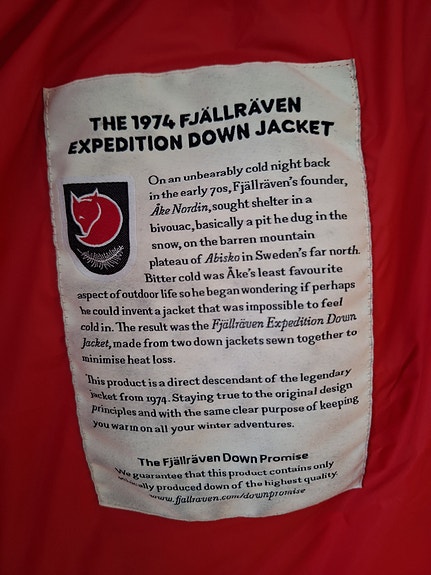 THE 1974 FJÄLLRÄVEN
EXPEDITION DOWN JACKET
On an unbearably cold night back
in the early 70s, Fjällräven's founder,
Åke Nordin, sought shelter in a
bivouac, basically a pit he dug in the
snow, on the barren mountain
plateau of Abisko in Sweden's far north.
Bitter cold was Åke's least favourite
aspect of outdoor life so he began wondering if perhaps
he could invent a jacket that was impossible to feel
cold in. The result was the Fjällräven Expedition Down
Jacket, made from two down jackets sewn together to
minimise heat loss.
This product is a direct descendant of the legendary
jacket from 1974. Staying true to the original design
principles and with the same clear purpose of keeping
you warm on all your winter adventures.
The Fjällräven Down Promise
We guarantee that this product contains only
ethically produced down of the highest quality.
www.fjallraven.com/downpromise